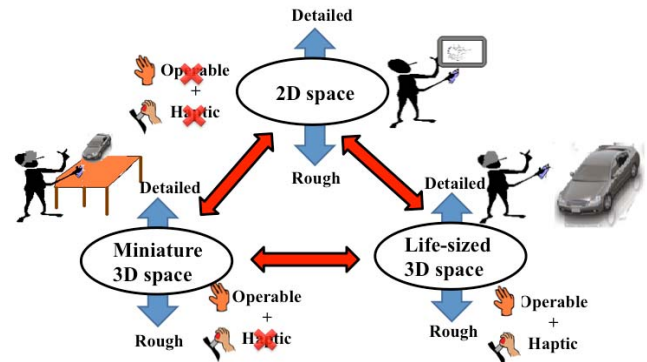 Detailed
Operable
+
Haptic
2D space
Rough
Detailed
Miniature
3D space
Rough
Operable
+
Haptic
Detailed
Life-sized
3D space
Rough
Operable
+
Haptic